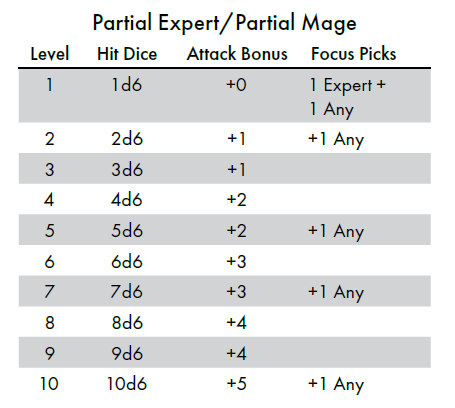 Partial Expert/Partial Mage
Level Hit Dice Attack Bonus Focus Picks
1 1d6 +0 1 Expert +
1 Any
2 2d6 +1 +1 Any
3 3d6 +1
4 4d6 +2
5 5d6 +2 +1 Any
6 6d6 +3
7 7d6 +3 +1 Any
8 8d6 +4
9 9d6 +4
10 10d6 +5 +1 Any